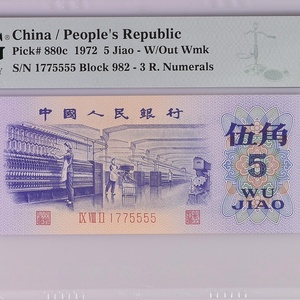 China / People's Republic
Pick# 880c 1972 5 Jiao - W/Out Wmk
S/N 1775555 Block 982 - 3 R. Numerals
中国人民银行
伍角
5
WU
JIAO
IX VIII II 1775555